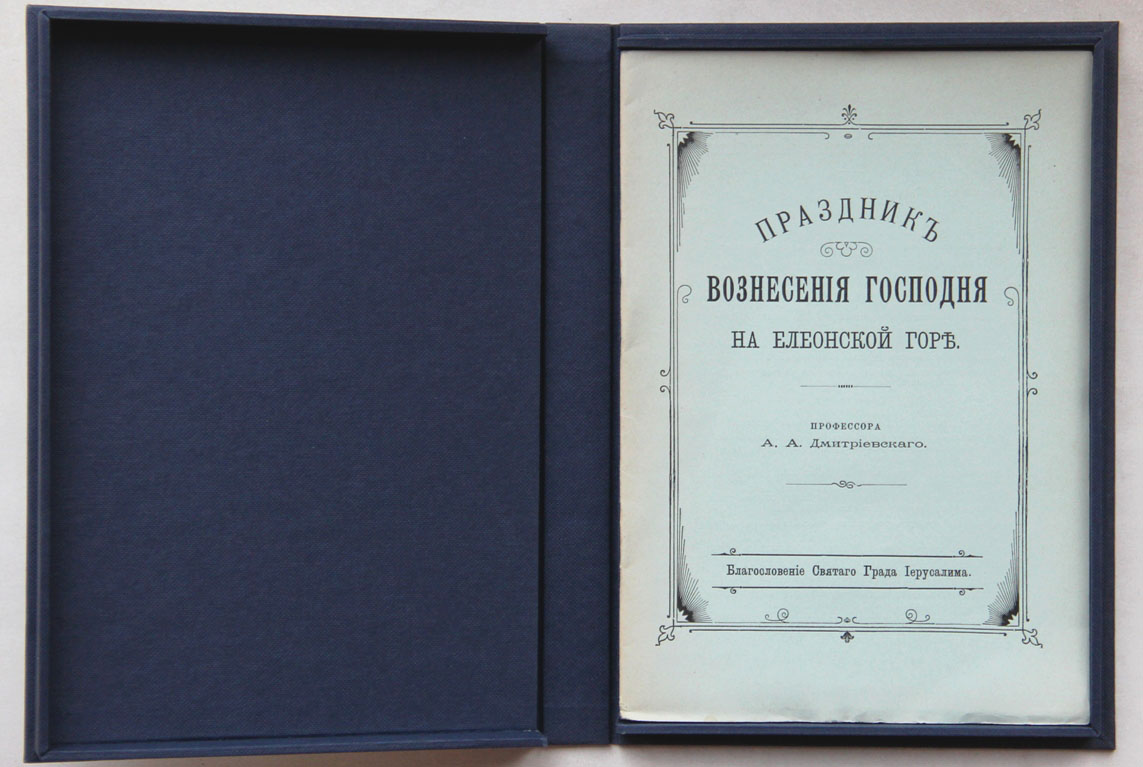 ПРАЗДНИКЪ
ВОЗНЕСЕНІЯ ГОСПОДНЯ
НА ЕЛЕОНСКОЙ ГОРѢ.
ПРОФЕССОРА
А. А. Дмитріевскаго.
Благословеніе Святаго Града Іерусалима.